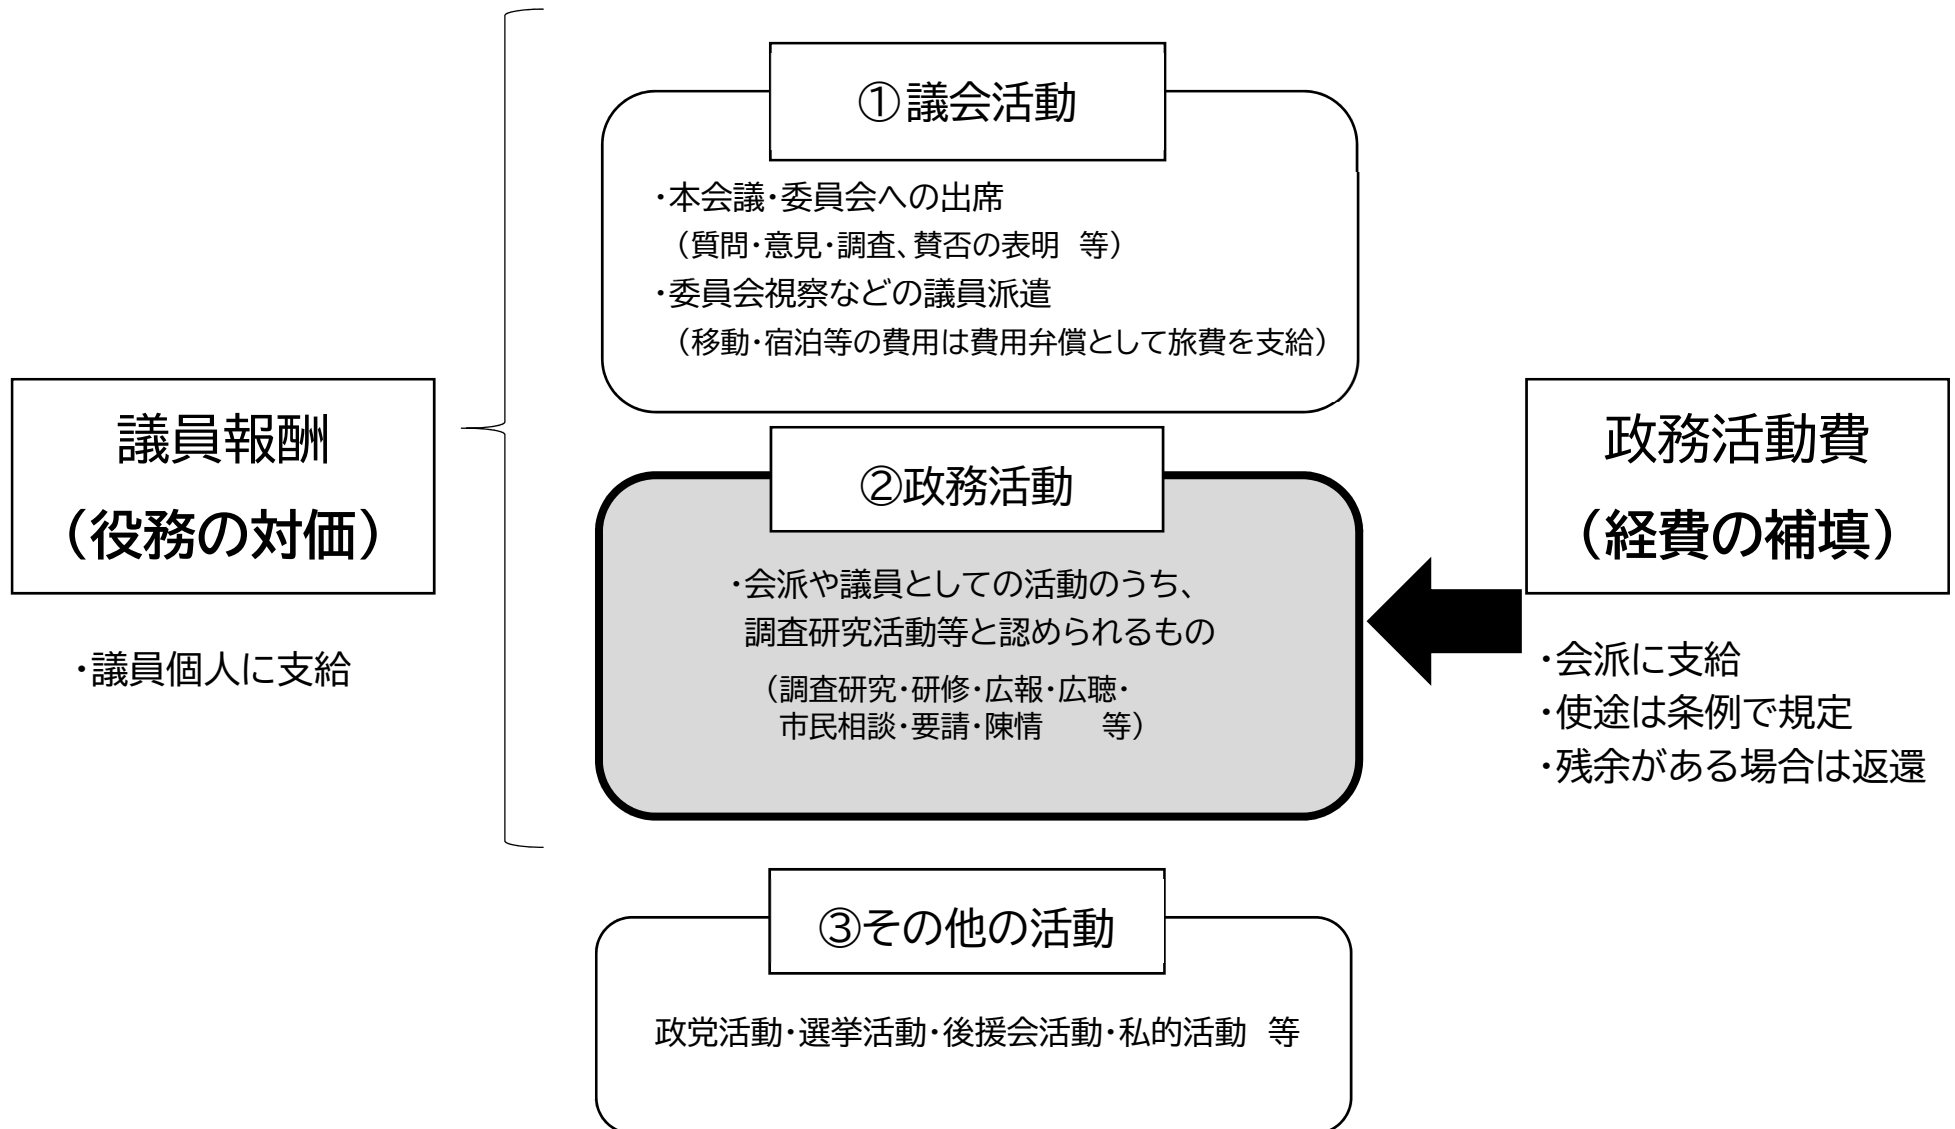 ①議会活動
・本会議・委員会への出席
（質問・意見・調査、賛否の表明　等）
・委員会視察などの議員派遣
（移動・宿泊等の費用は費用弁償として旅費を支給）
議員報酬
（役務の対価）
・議員個人に支給
②政務活動
・会派や議員としての活動のうち、
調査研究活動等と認められるもの
（調査研究・研修・広報・広聴・
市民相談・要請・陳情　　等）
政務活動費
（経費の補填）
・会派に支給
・使途は条例で規定
・残余がある場合は返還
③その他の活動
政党活動・選挙活動・後援会活動・私的活動　等